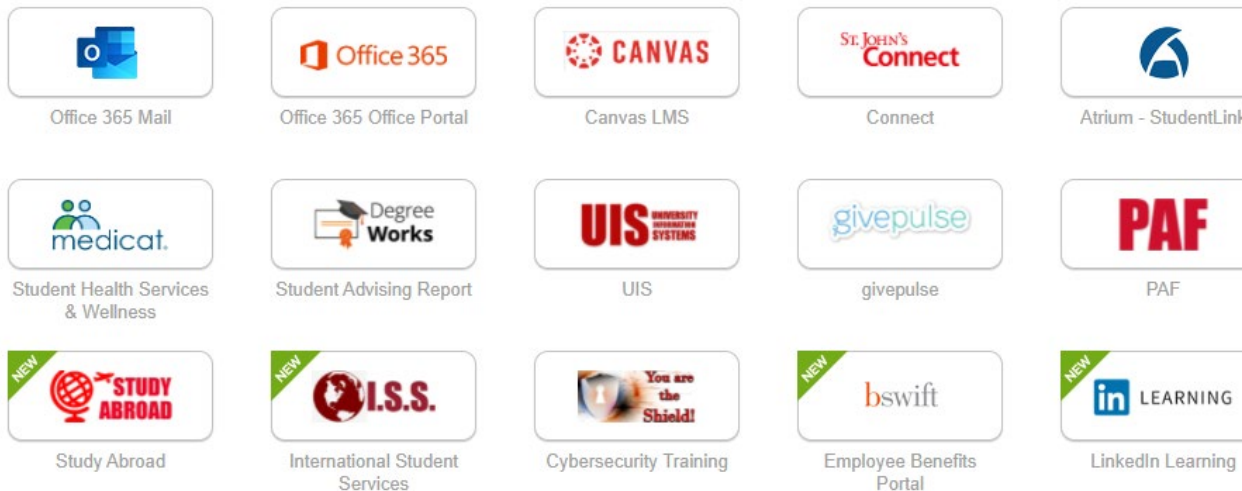 O
Office 365
CANVAS
ST. JOHN'S
Connect
Office 365 Mail
Office 365 Office Portal
Canvas LMS
Connect
Atrium - StudentLink
medicat.
Degree
Works
UIS
UNIVERSITY
INFORMATION
SYSTEMS
givepulse
PAF
Student Health Services
& Wellness
Student Advising Report
UIS
givepulse
PAF
NEW
STUDY
ABROAD
NEW
I.S.S.
You are
the
Shield!
NEW
bswift
NEW
in LEARNING
Study Abroad
International Student
Services
Cybersecurity Training
Employee Benefits
Portal
LinkedIn Learning